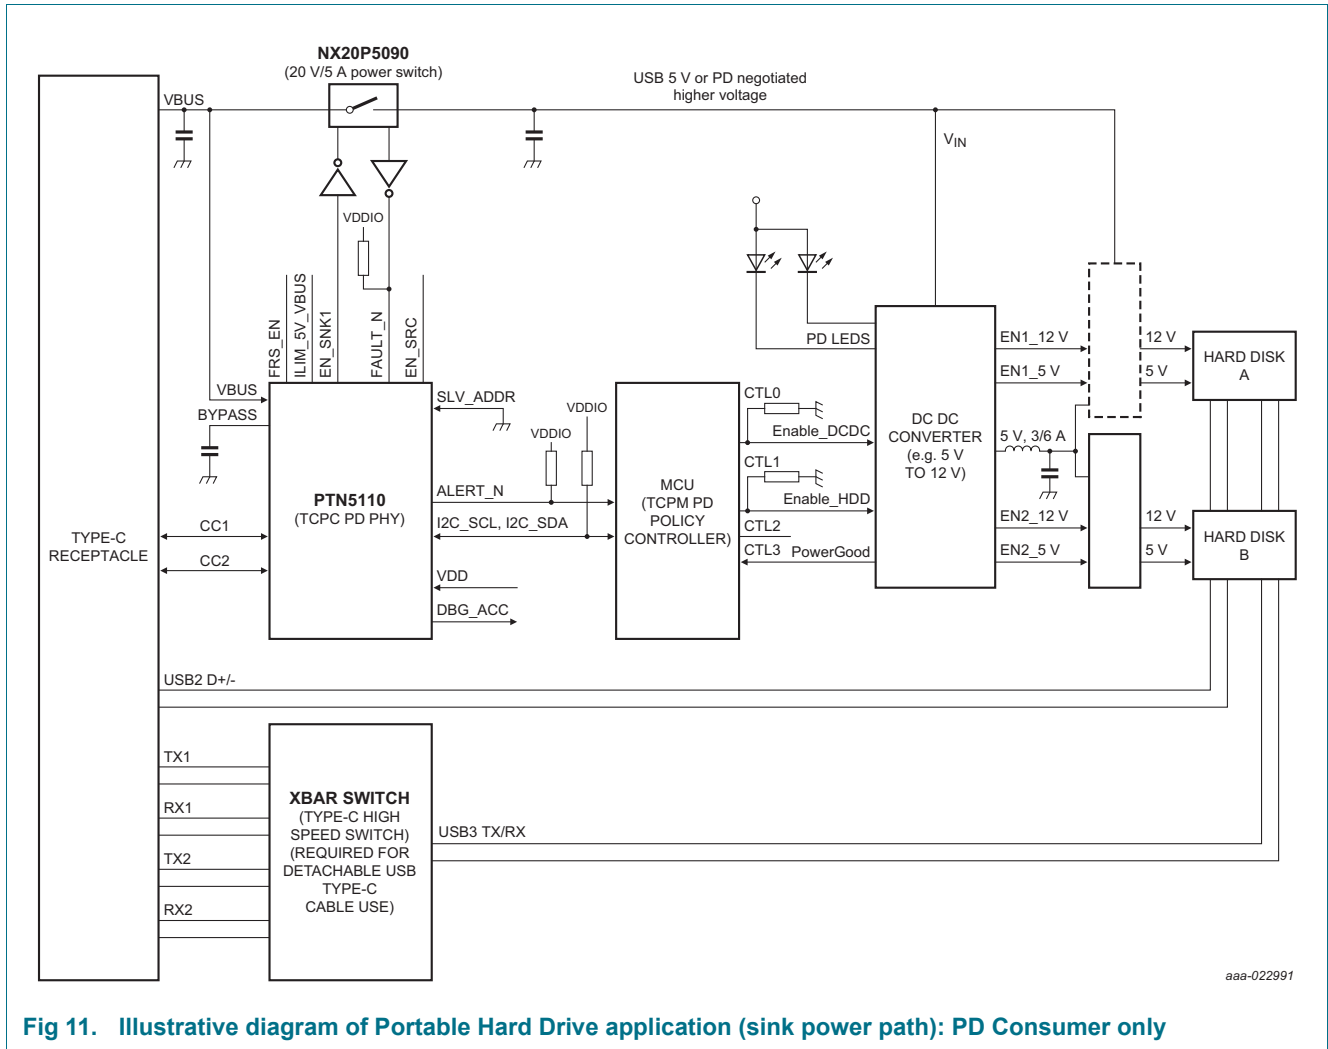 NX20P5090
(20 V/5 A power switch)
USB 5 V or PD negotiated
higher voltage
VBUS
VIN
VDDIO
FRS_EN
ILIM_5V_VBUS
EN_SNK1
FAULT_N
EN_SRC
PD LEDS
EN1_12 V
12 V
HARD DISK
A
EN1_5 V
5 V
VBUS
BYPASS
SLV_ADDR
VDDIO
VDDIO
CTL0
Enable_DCDC
DC DC
CONVERTER
(e.g. 5 V
TO 12 V)
5 V, 3/6 A
CTL1
Enable_HDD
PTN5110
(TCPC PD PHY)
ALERT_N
I2C_SCL, I2C_SDA
MCU
(TCPM PD
POLICY
CONTROLLER)
CTL2
CTL3
PowerGood
EN2_12 V
12 V
HARD DISK
B
EN2_5 V
5 V
TYPE-C
RECEPTACLE
CC1
CC2
VDD
DBG_ACC
USB2 D+/-
TX1
RX1
TX2
RX2
XBAR SWITCH
(TYPE-C HIGH
SPEED SWITCH)
(REQUIRED FOR
DETACHABLE USB
TYPE-C
CABLE USE)
USB3 TX/RX
aaa-022991
Fig 11. Illustrative diagram of Portable Hard Drive application (sink power path): PD Consumer only